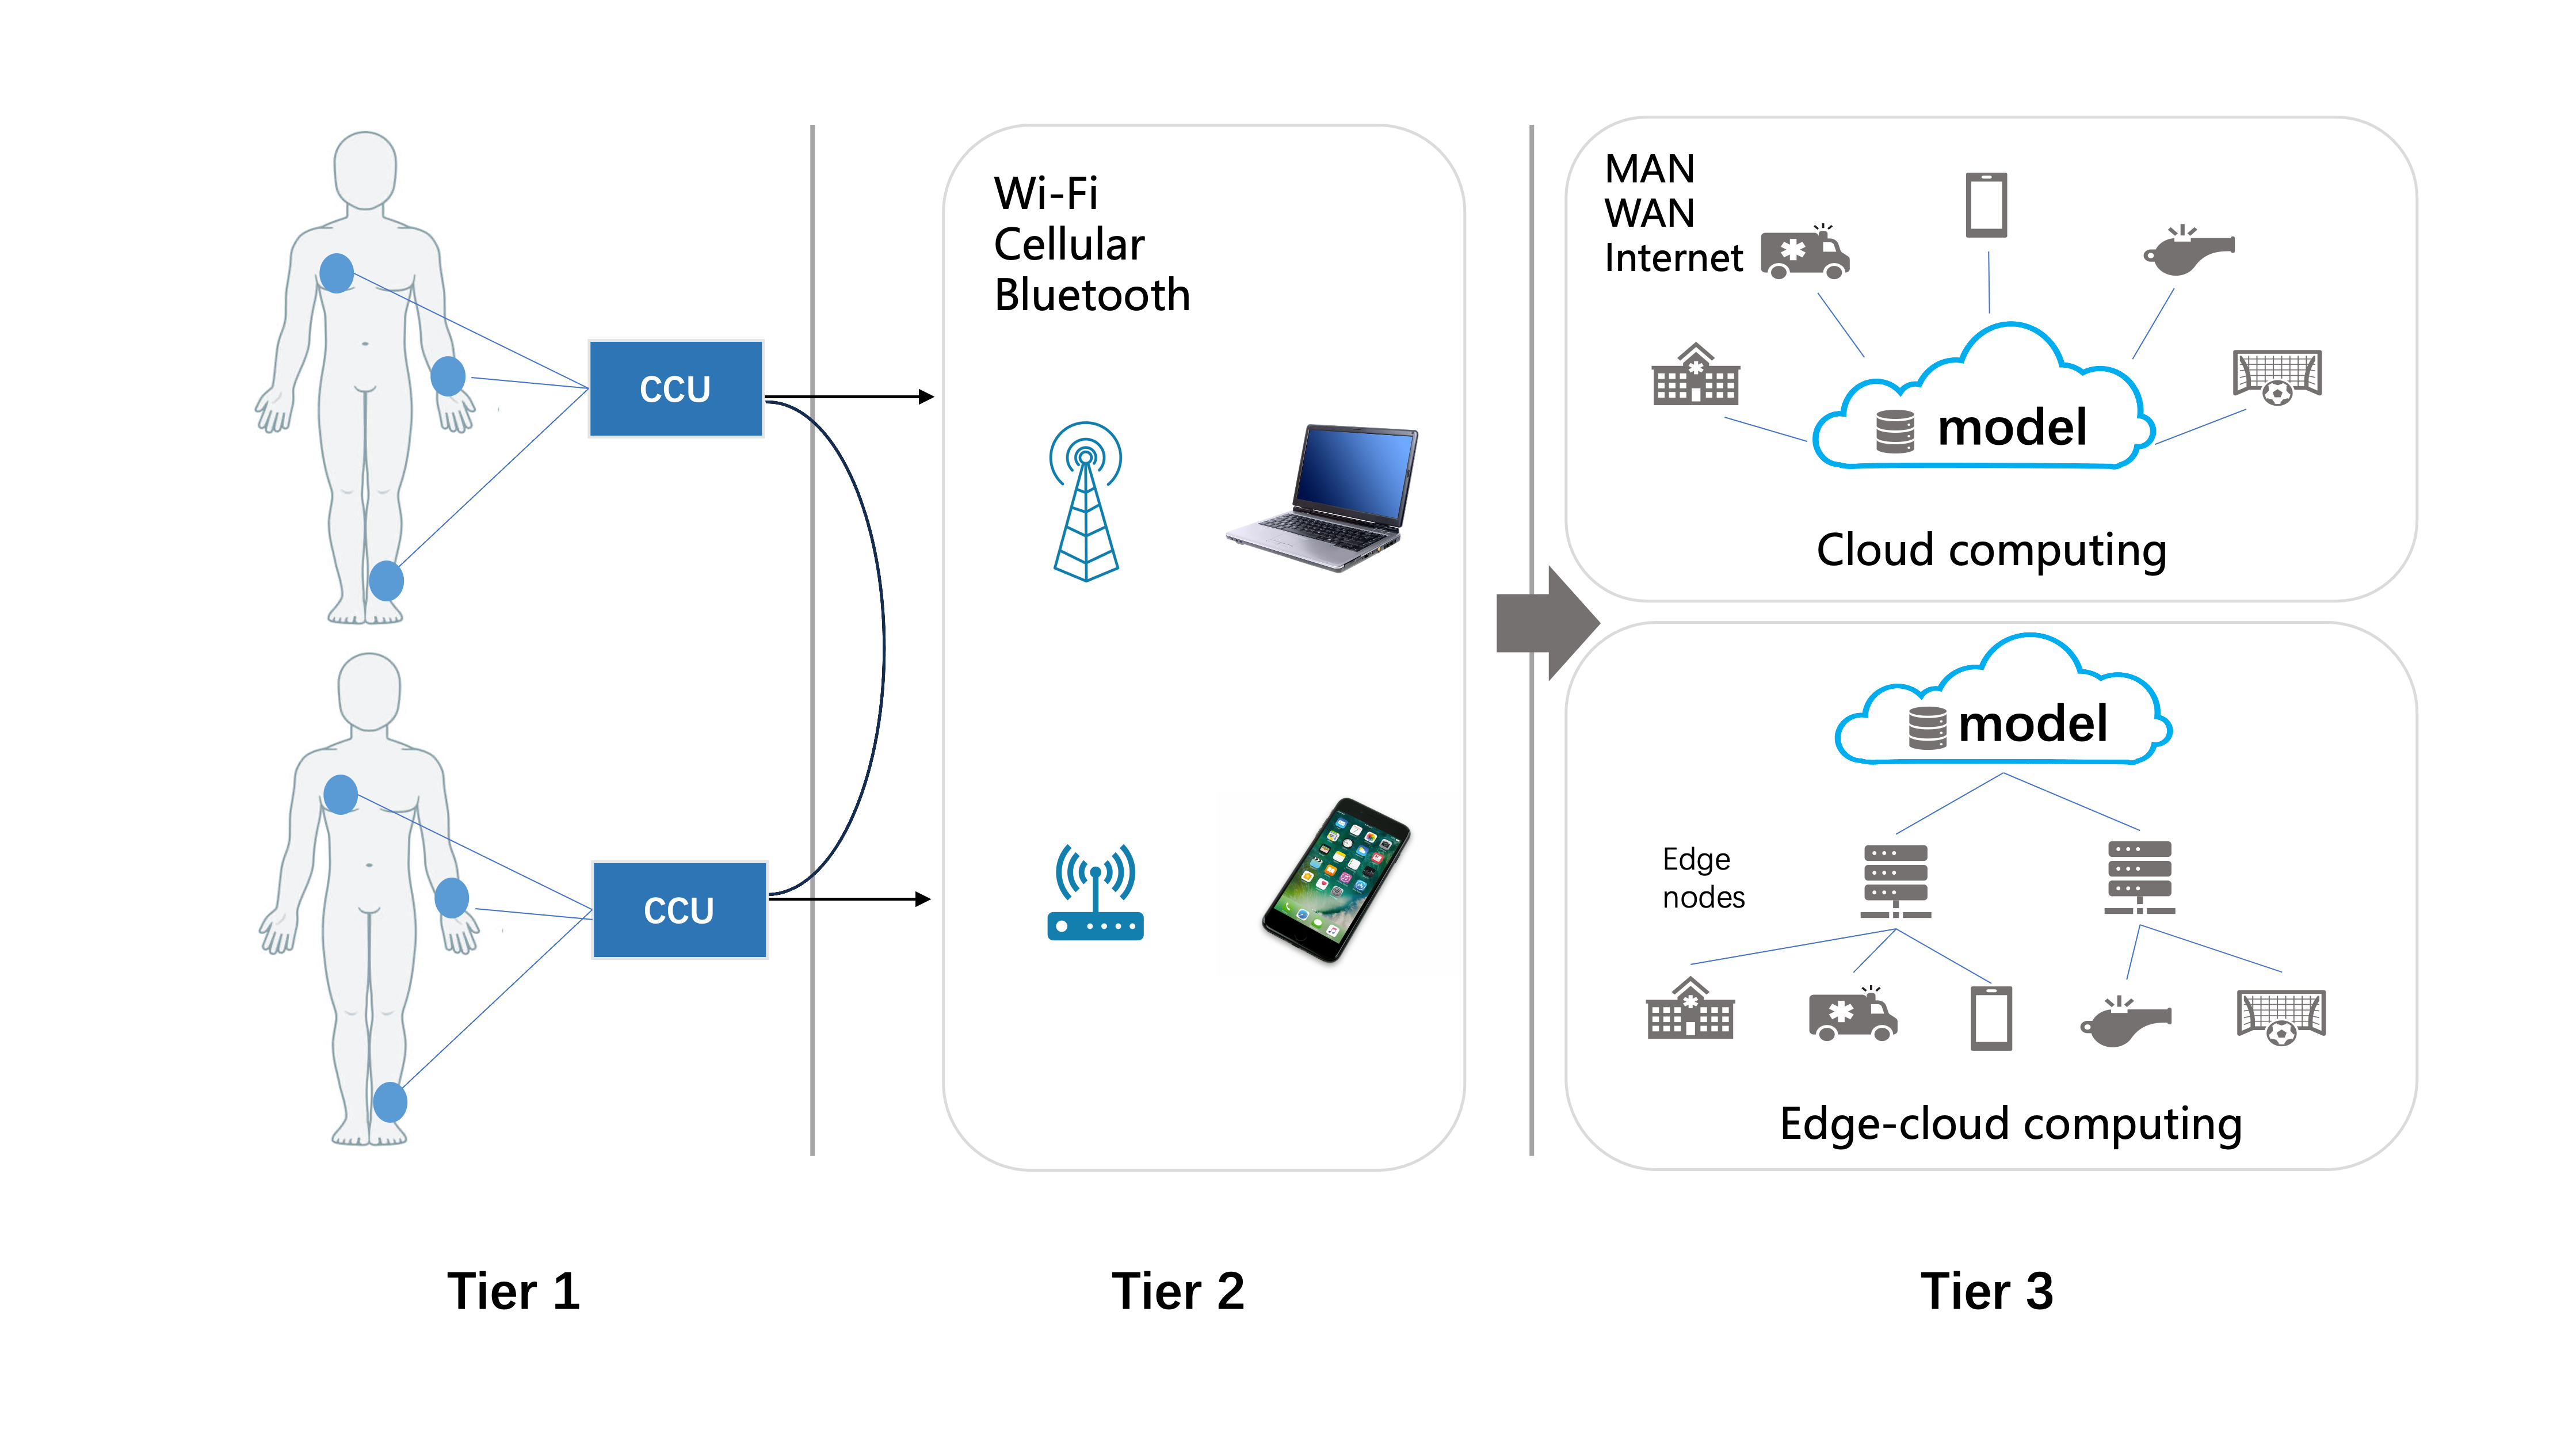 CCU
CCU
Wi-Fi
Cellular
Bluetooth
MAN
WAN
Internet
model
Cloud computing
model
Edge
nodes
Edge-cloud computing
Tier 1
Tier 2
Tier 3